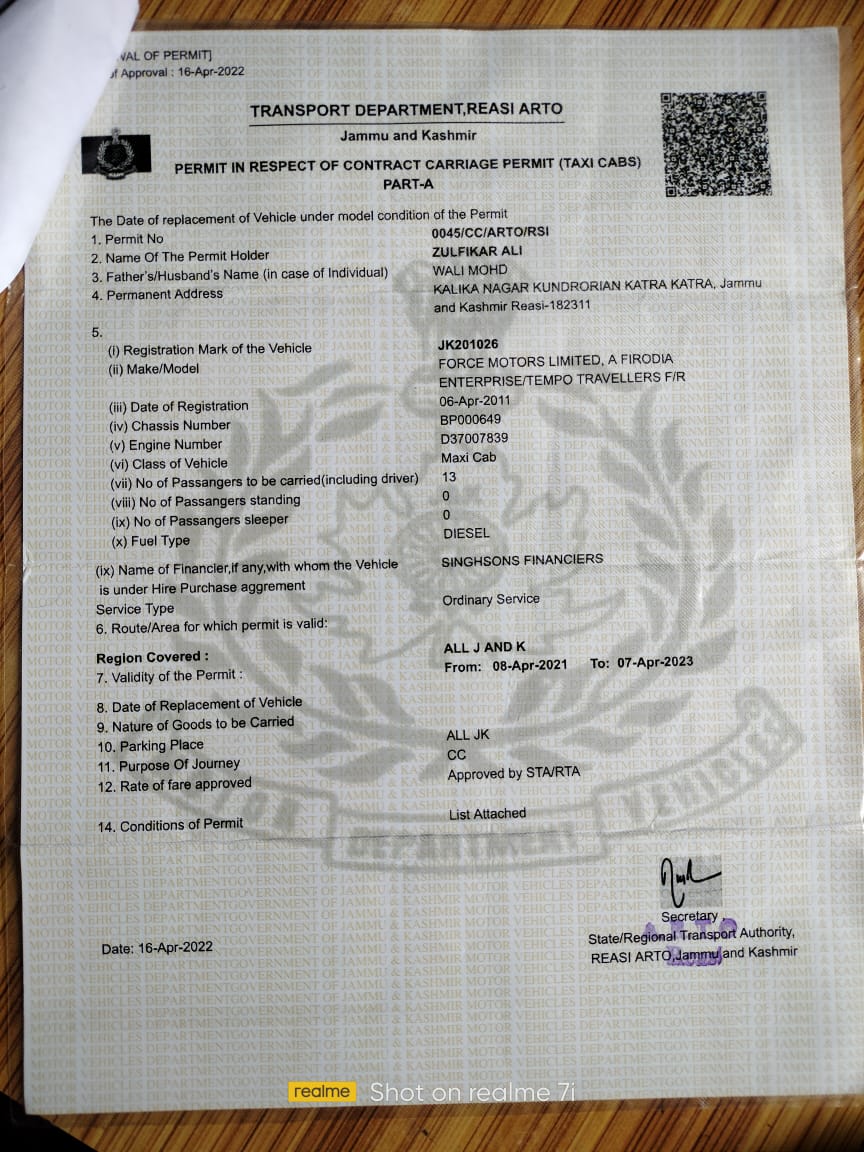 VAL OF PERMIT]
of Approval : 16-Apr-2022
TRANSPORT DEPARTMENT,REASI ARTO
Jammu and Kashmir
PERMIT IN RESPECT OF CONTRACT CARRIAGE PERMIT (TAXI CABS)
PART-A
The Date of replacement of Vehicle under model condition of the Permit
1. Permit No 0045/CC/ARTO/RSI
2. Name Of The Permit Holder ZULFIKAR ALI
3. Father's/Husband's Name (in case of Individual) WALI MOHD
4. Permanent Address KALIKA NAGAR KUNDRORIAN KATRA KATRA, Jammu
and Kashmir Reasi-182311
5.
(i) Registration Mark of the Vehicle JK201026
(ii) Make/Model FORCE MOTORS LIMITED, A FIRODIA
ENTERPRISE/TEMPO TRAVELLERS F/R
(iii) Date of Registration 06-Apr-2011
(iv) Chassis Number BP000649
(v) Engine Number D37007839
(vi) Class of Vehicle Maxi Cab
(vii) No of Passangers to be carried(including driver) 13
(viii) No of Passangers standing 0
(ix) No of Passangers sleeper 0
(x) Fuel Type DIESEL
(ix) Name of Financier,if any,with whom the Vehicle SINGHSONS FINANCIERS
is under Hire Purchase aggrement
Service Type Ordinary Service
6. Route/Area for which permit is valid:
Region Covered : ALL J AND K
7. Validity of the Permit : From: 08-Apr-2021 To: 07-Apr-2023
8. Date of Replacement of Vehicle
9. Nature of Goods to be Carried
10. Parking Place ALL JK
11. Purpose Of Journey CC
12. Rate of fare approved Approved by STA/RTA
14. Conditions of Permit List Attached
DEPARTMENT
VEHICLES
Secretary,
State/Regional Transport Authority,
A R T O
Date: 16-Apr-2022
REASI ARTO,Jammu and Kashmir
realme Shot on realme 7i